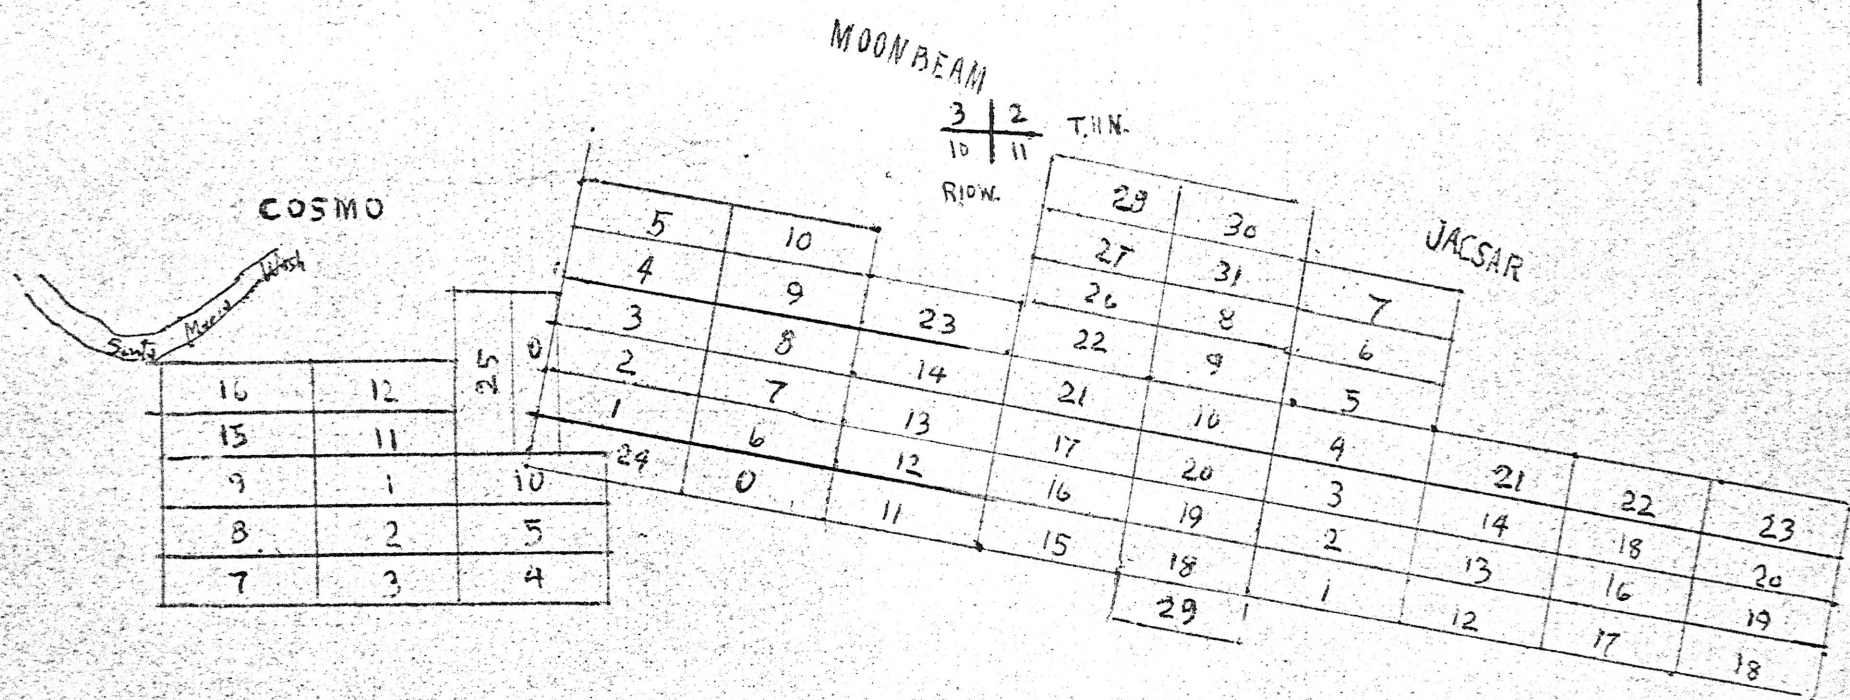 MOONBEAM
3 2 T.11N.
10 11
R10W.
COSMO
JACSAR
Santa Maria Wash
16 12
15 11
9 1 10
8 2 5
7 3 4
25 0
5 10
4 9 23
3 8 14
2 7 13
1 6 12
24 0 11
29 30
27 31 7
26 8 6
22 9 5
21 10 4 21 22 23
17 20 3 14 18 20
16 19 2 13 16 19
15 18 1 12 17 18
29